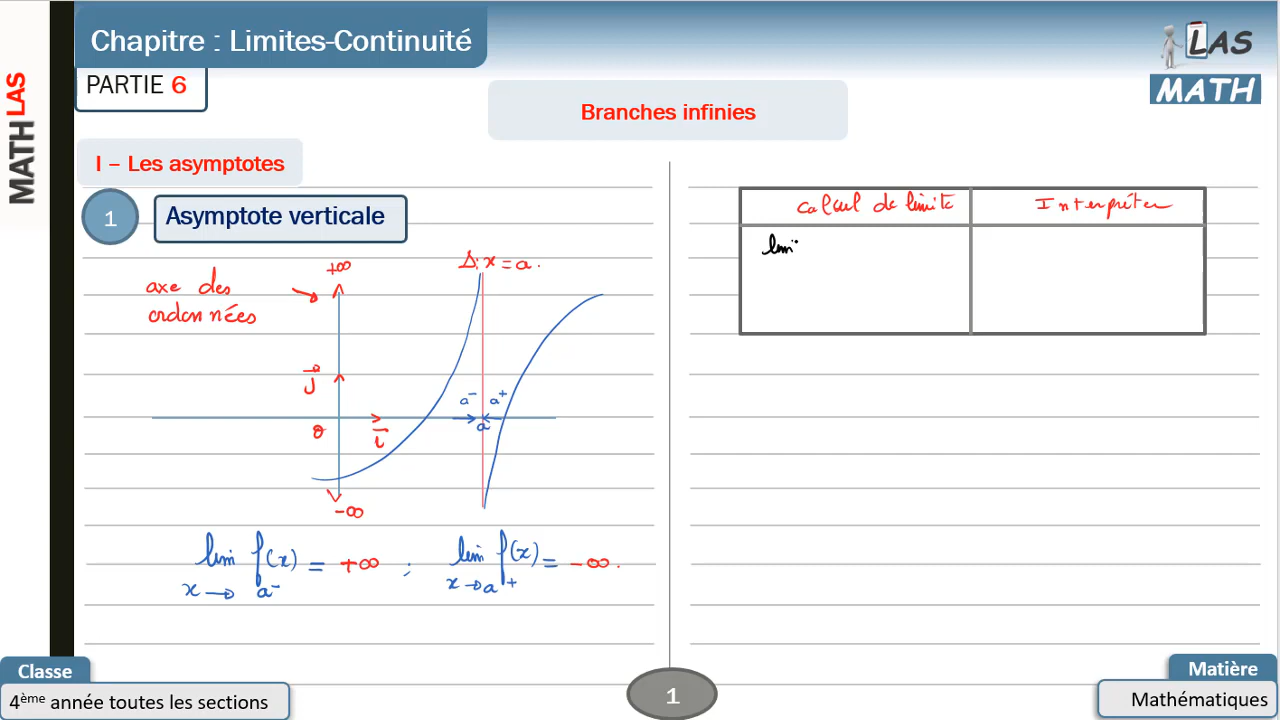 Chapitre : Limites-Continuité
LAS
MATH
PARTIE 6
MATH LAS
Branches infinies
I – Les asymptotes
1
Asymptote verticale
axe des
ordonnées
+∞
Δ: x = a.
j
a⁻ a⁺
o
i
a
-∞
lim f(x) = +∞ ; lim f(x) = -∞.
x → a⁻ x → a⁺
Calcul de limite
Interpréter
lim
Classe
4ème année toutes les sections
1
Matière
Mathématiques